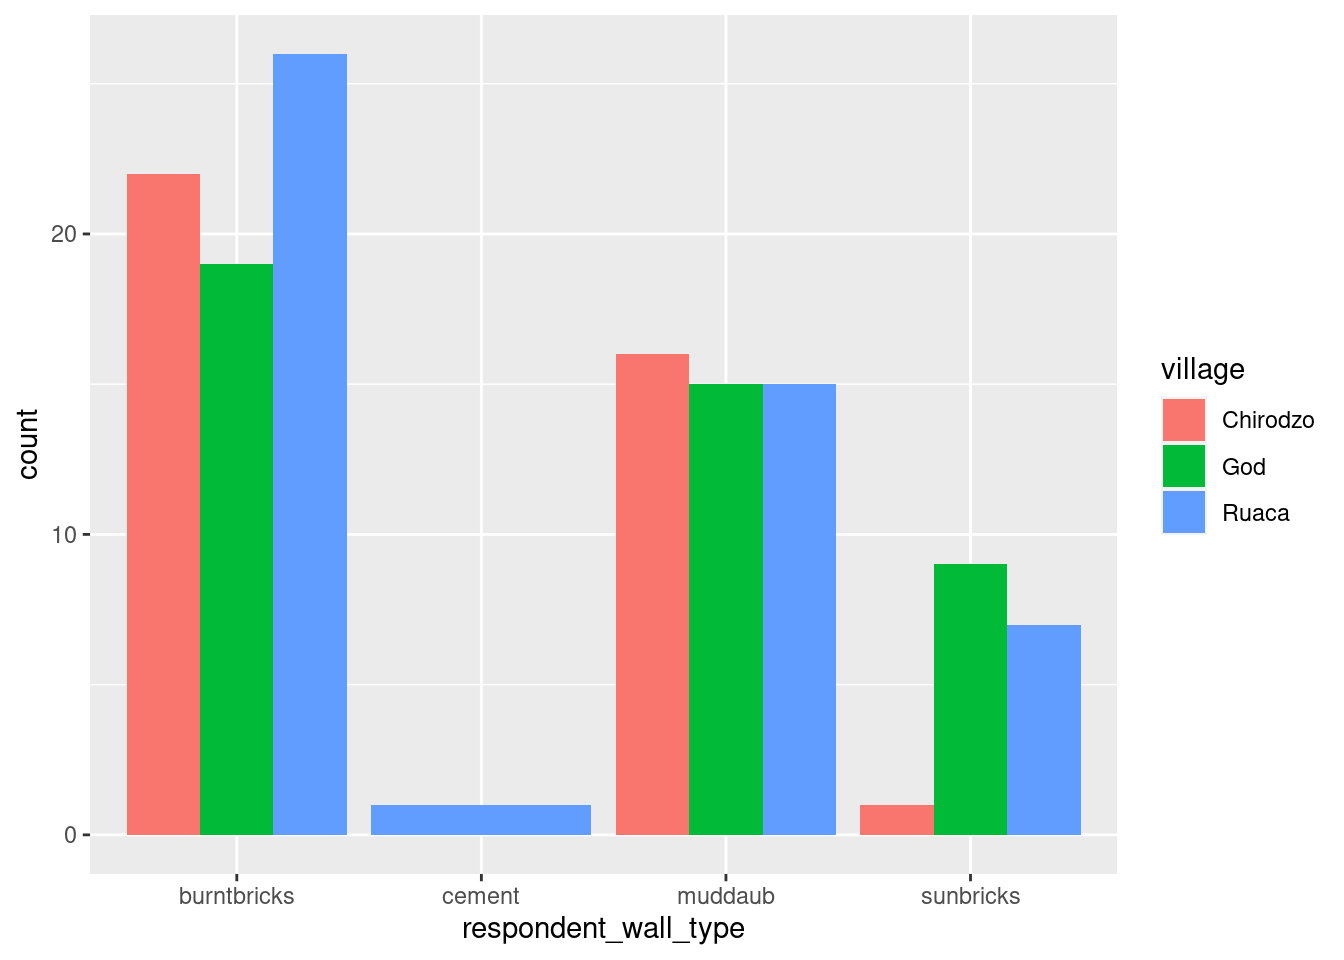 count
20
10
0
burntbricks cement muddaub sunbricks
respondent_wall_type
village
Chirodzo
God
Ruaca